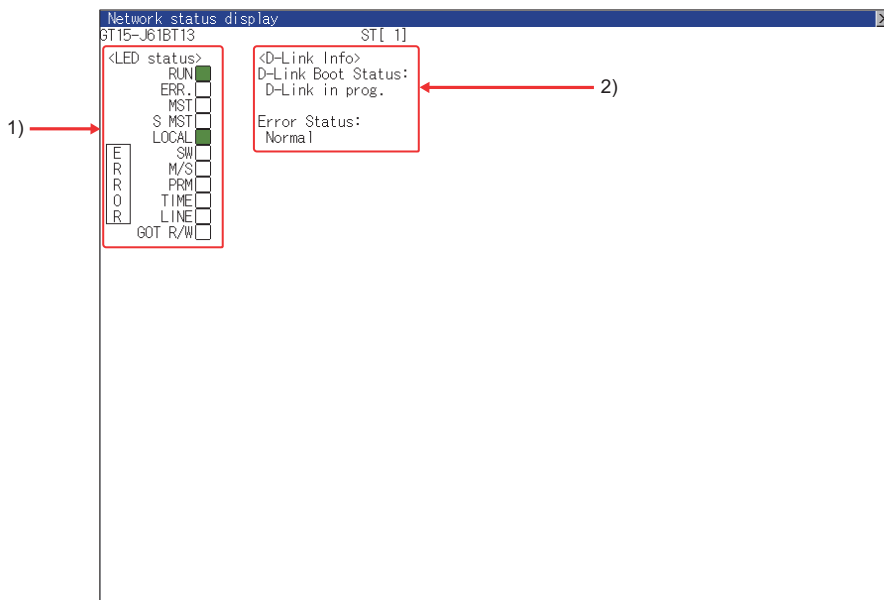 Network status display
GT15-J61BT13 ST[ 1]
<LED status>
RUN
ERR.
MST
S MST
LOCAL
SW
M/S
PRM
TIME
LINE
GOT R/W
ERROR
<D-Link Info>
D-Link Boot Status:
D-Link in prog.
Error Status:
Normal
1)
2)